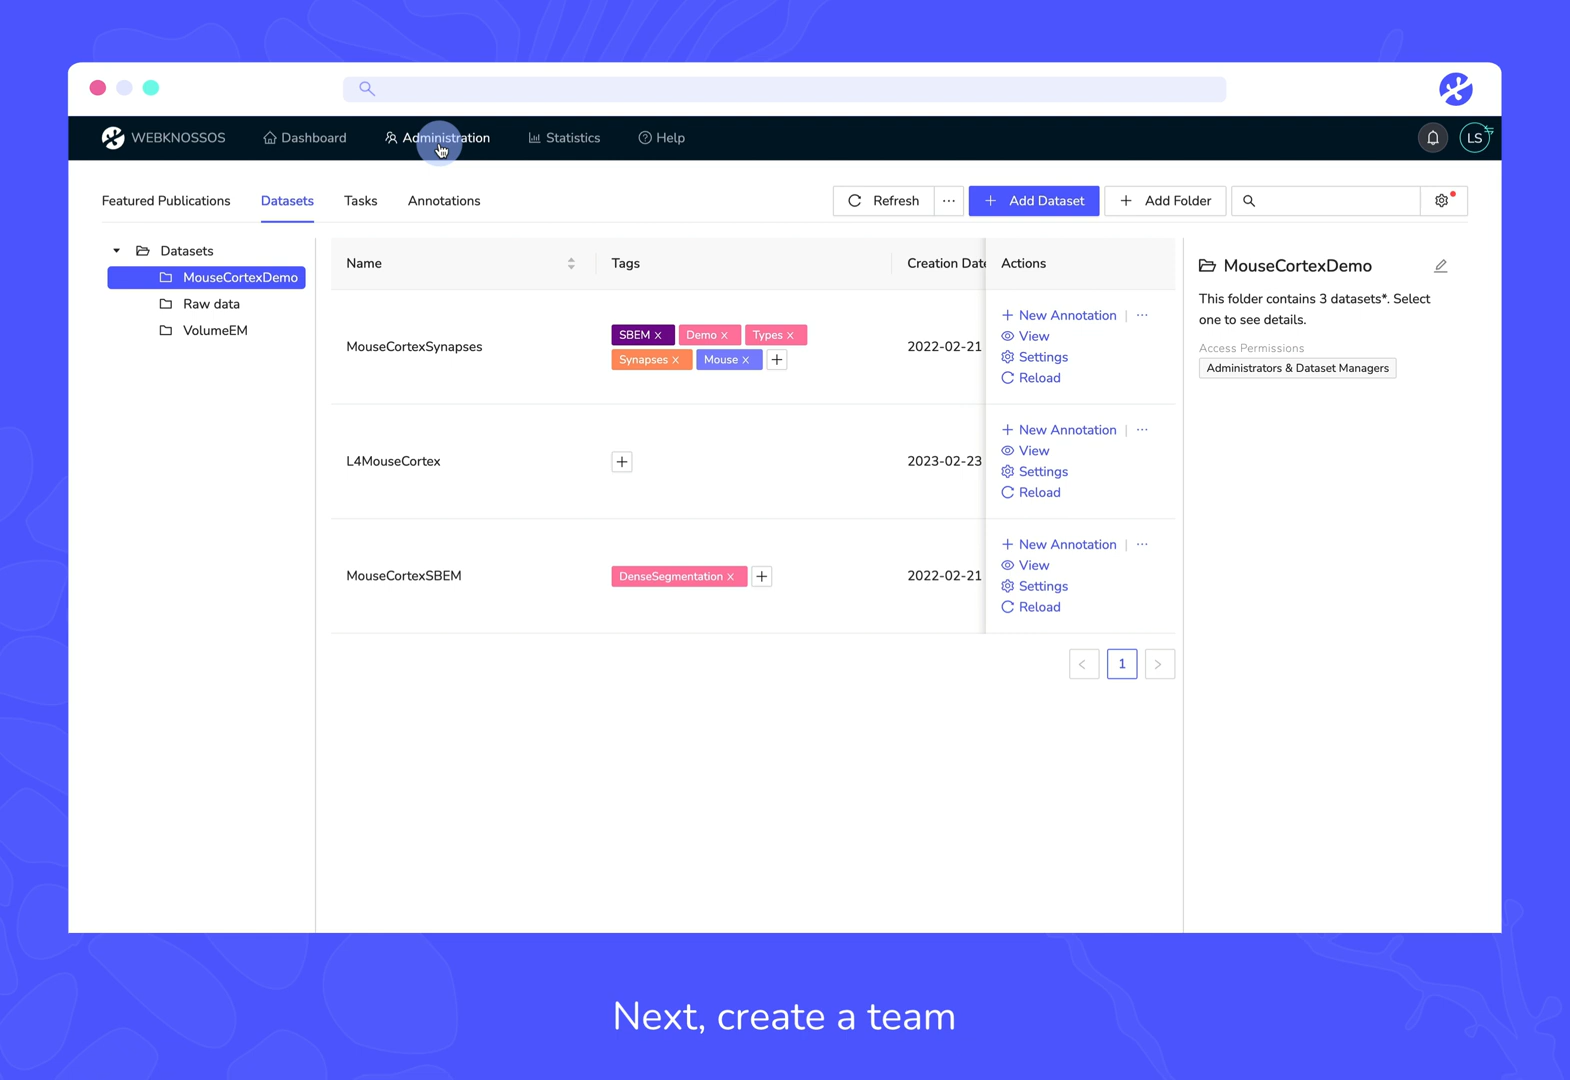 WEBKNOSSOS Dashboard Administration Statistics Help LS
Featured Publications Datasets Tasks Annotations Refresh ··· + Add Dataset + Add Folder
Datasets
MouseCortexDemo
Raw data
VolumeEM
Name Tags Creation Date Actions
MouseCortexSynapses
SBEM × Demo × Types ×
Synapses × Mouse × +
2022-02-21
+ New Annotation | ···
View
Settings
Reload
L4MouseCortex
+
2023-02-23
+ New Annotation | ···
View
Settings
Reload
MouseCortexSBEM
DenseSegmentation × +
2022-02-21
+ New Annotation | ···
View
Settings
Reload
< 1 >
MouseCortexDemo
This folder contains 3 datasets*. Select
one to see details.
Access Permissions
Administrators & Dataset Managers
Next, create a team